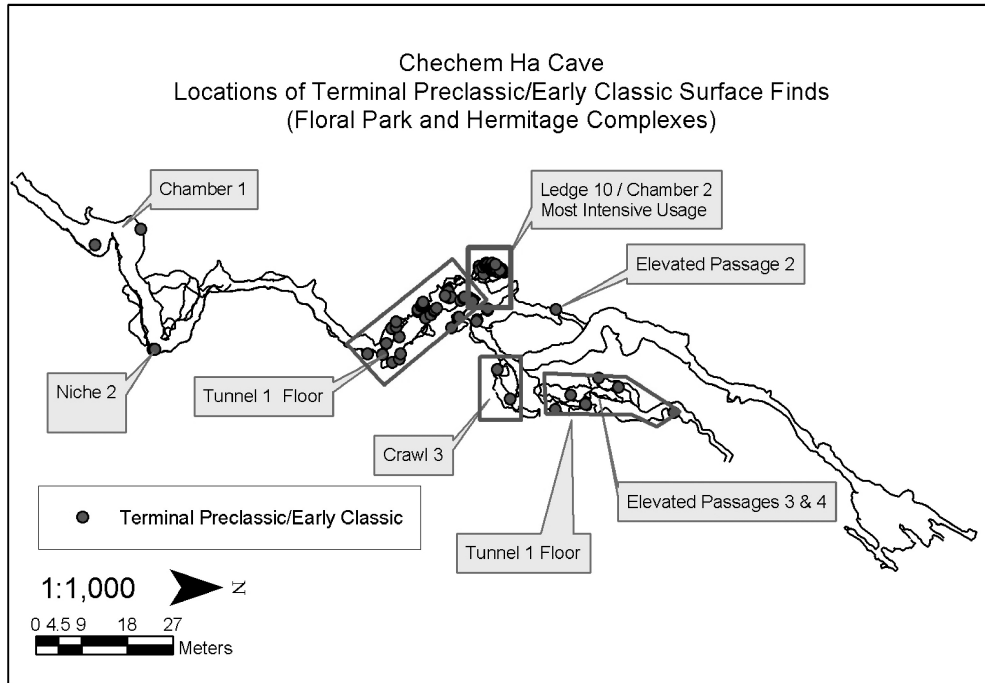 Chechem Ha Cave
Locations of Terminal Preclassic/Early Classic Surface Finds
(Floral Park and Hermitage Complexes)
Chamber 1
Ledge 10 / Chamber 2
Most Intensive Usage
Elevated Passage 2
Niche 2
Tunnel 1 Floor
Crawl 3
Elevated Passages 3 & 4
Tunnel 1 Floor
Terminal Preclassic/Early Classic
1:1,000
N
0 4.5 9 18 27
Meters